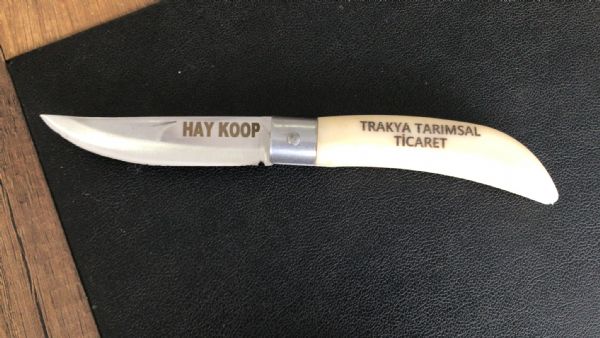 HAY KOOP
TRAKYA TARIMSAL
TİCARET